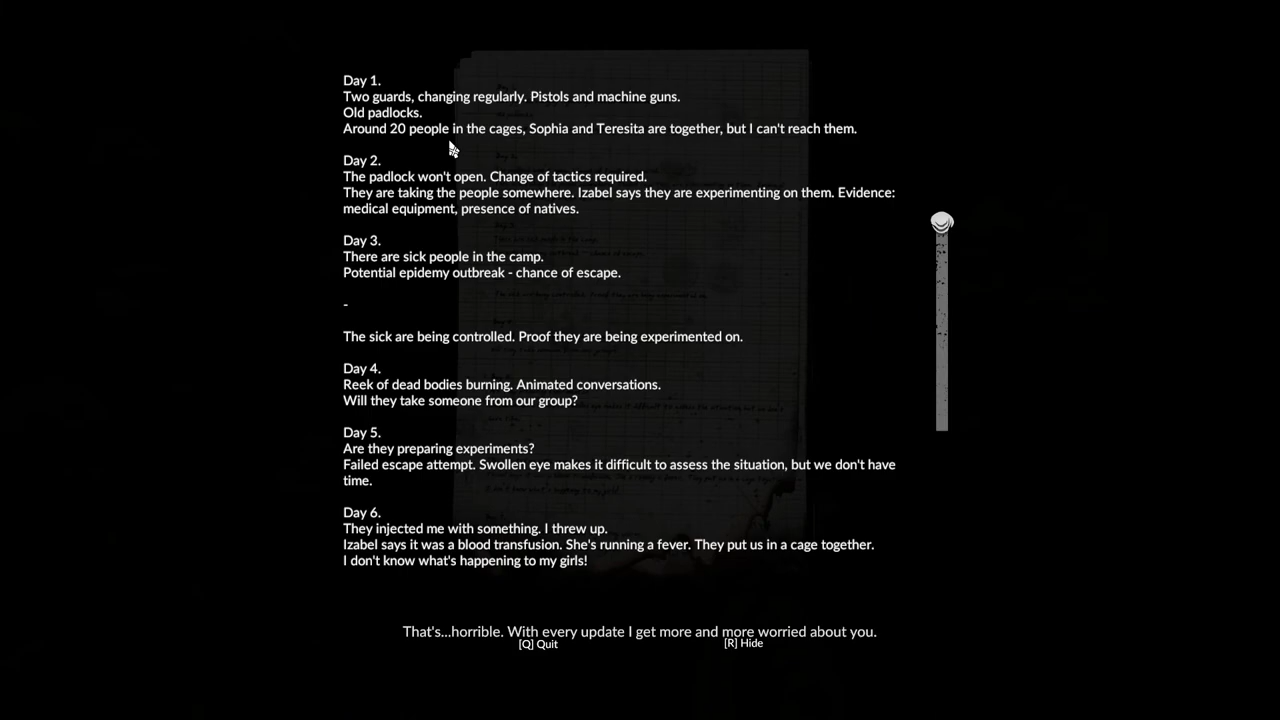 Day 1.
Two guards, changing regularly. Pistols and machine guns.
Old padlocks.
Around 20 people in the cages, Sophia and Teresita are together, but I can't reach them.
Day 2.
The padlock won't open. Change of tactics required.
They are taking the people somewhere. Izabel says they are experimenting on them. Evidence:
medical equipment, presence of natives.
Day 3.
There are sick people in the camp.
Potential epidemy outbreak - chance of escape.
-
The sick are being controlled. Proof they are being experimented on.
Day 4.
Reek of dead bodies burning. Animated conversations.
Will they take someone from our group?
Day 5.
Are they preparing experiments?
Failed escape attempt. Swollen eye makes it difficult to assess the situation, but we don't have
time.
Day 6.
They injected me with something. I threw up.
Izabel says it was a blood transfusion. She's running a fever. They put us in a cage together.
I don't know what's happening to my girls!
That's...horrible. With every update I get more and more worried about you.
[Q] Quit [R] Hide